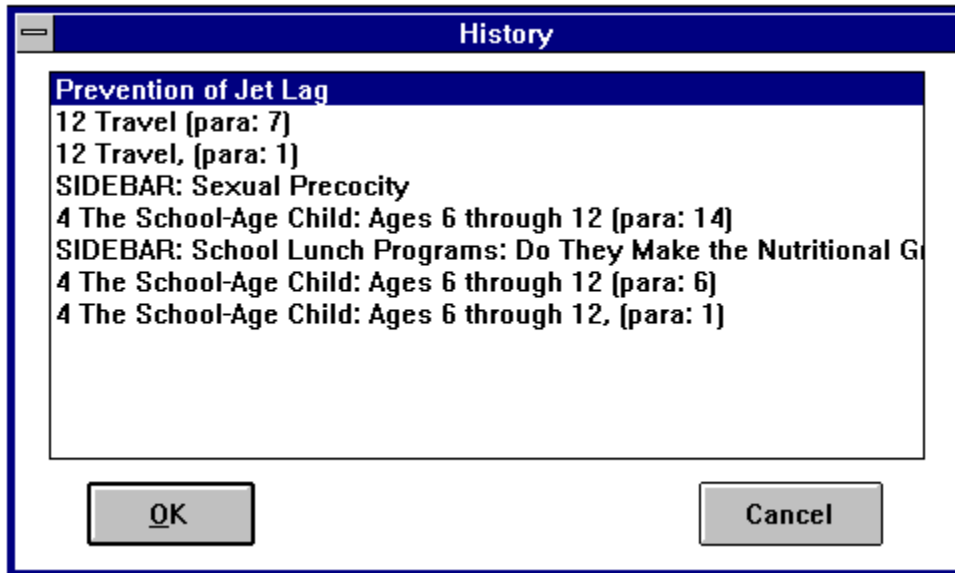 History
Prevention of Jet Lag
12 Travel (para: 7)
12 Travel, (para: 1)
SIDEBAR: Sexual Precocity
4 The School-Age Child: Ages 6 through 12 (para: 14)
SIDEBAR: School Lunch Programs: Do They Make the Nutritional
4 The School-Age Child: Ages 6 through 12 (para: 6)
4 The School-Age Child: Ages 6 through 12, (para: 1)
OK
Cancel